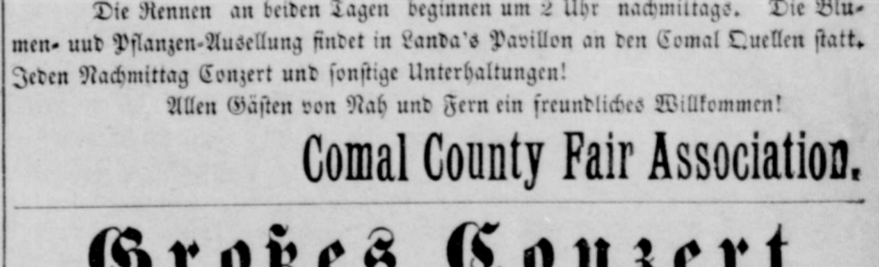 Die Rennen an beiden Tagen beginnen um 2 Uhr nachmittags. Die Blu-
men- und Pflanzen-Ausellung findet in Landa's Pavillon an den Comal Quellen statt.
Jeden Nachmittag Conzert und sonstige Unterhaltungen!
Allen Gästen von Nah und Fern ein freundliches Willkommen!
Comal County Fair Association.
Großes Conzert